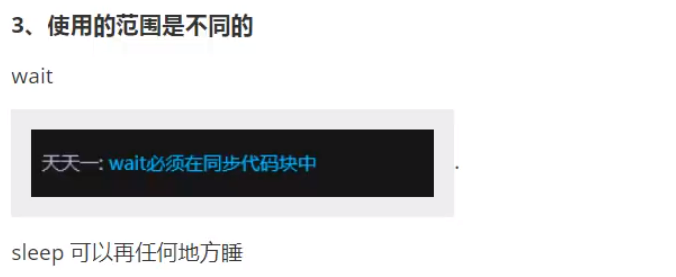 3、使用的范围是不同的
wait
天天一: wait必须在同步代码块中
.
sleep 可以再任何地方睡